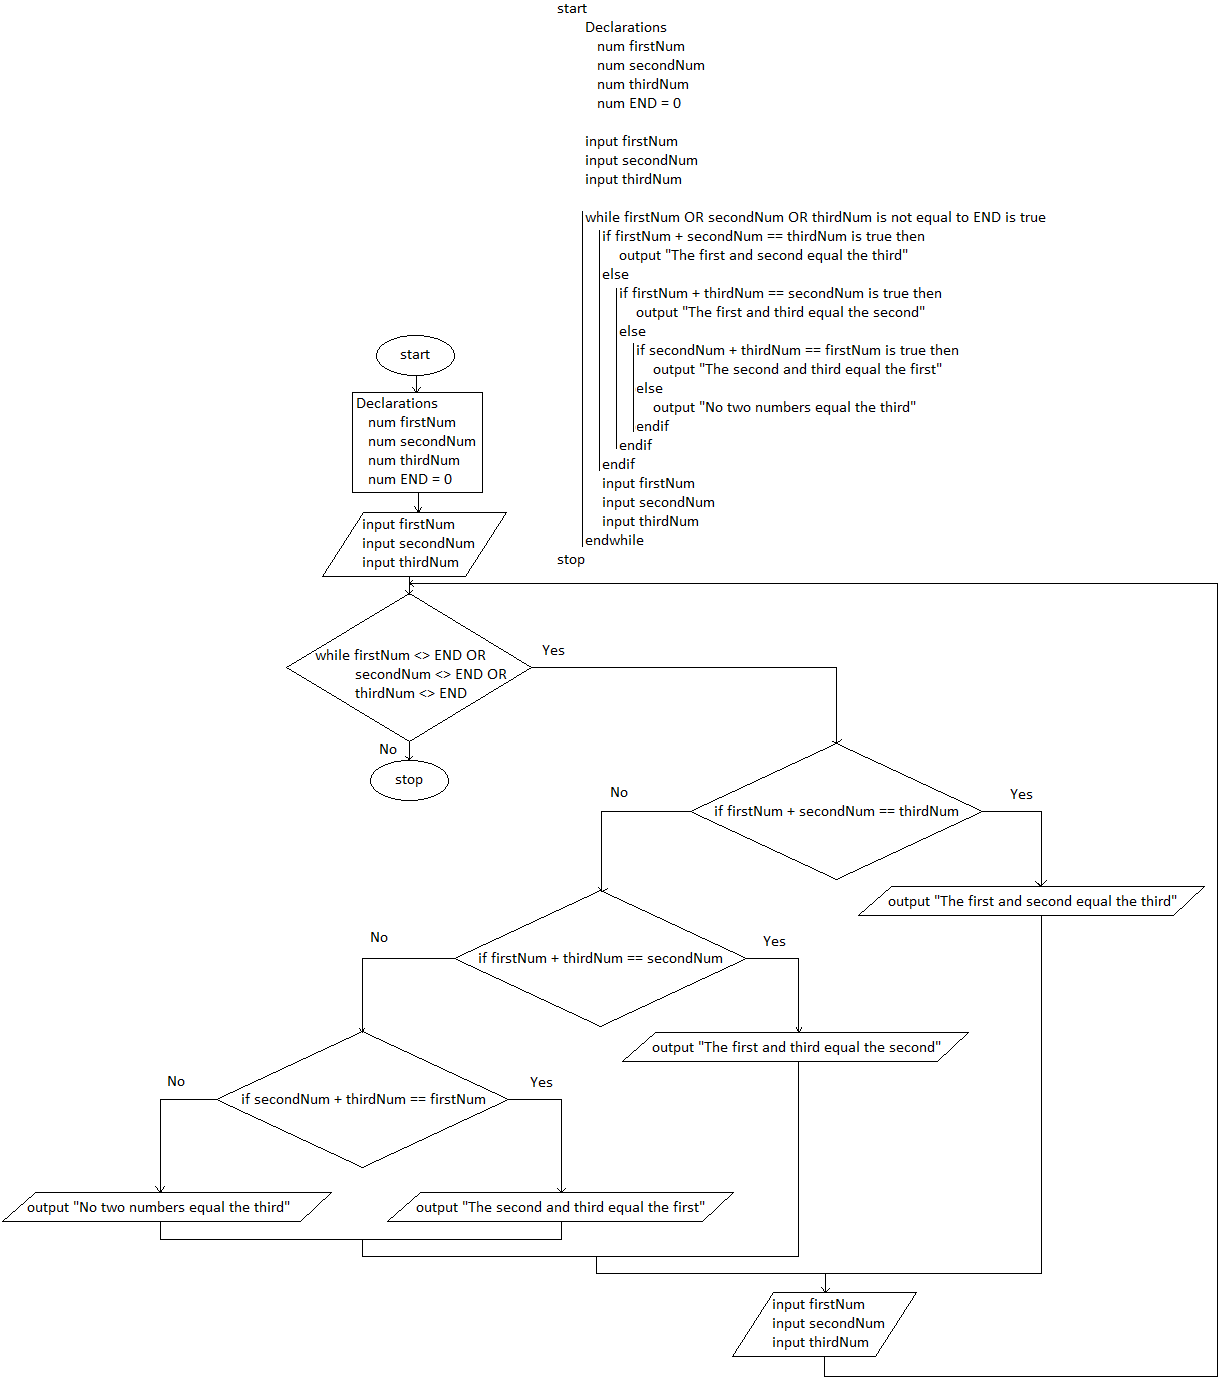 start
Declarations
num firstNum
num secondNum
num thirdNum
num END = 0
input firstNum
input secondNum
input thirdNum
while firstNum OR secondNum OR thirdNum is not equal to END is true
if firstNum + secondNum == thirdNum is true then
output "The first and second equal the third"
else
if firstNum + thirdNum == secondNum is true then
output "The first and third equal the second"
else
if secondNum + thirdNum == firstNum is true then
output "The second and third equal the first"
else
output "No two numbers equal the third"
endif
endif
endif
input firstNum
input secondNum
input thirdNum
endwhile
stop
start
Declarations
num firstNum
num secondNum
num thirdNum
num END = 0
input firstNum
input secondNum
input thirdNum
while firstNum <> END OR
secondNum <> END OR
thirdNum <> END
Yes
No
stop
if firstNum + secondNum == thirdNum
No
Yes
output "The first and second equal the third"
if firstNum + thirdNum == secondNum
No
Yes
output "The first and third equal the second"
if secondNum + thirdNum == firstNum
No
Yes
output "No two numbers equal the third"
output "The second and third equal the first"
input firstNum
input secondNum
input thirdNum